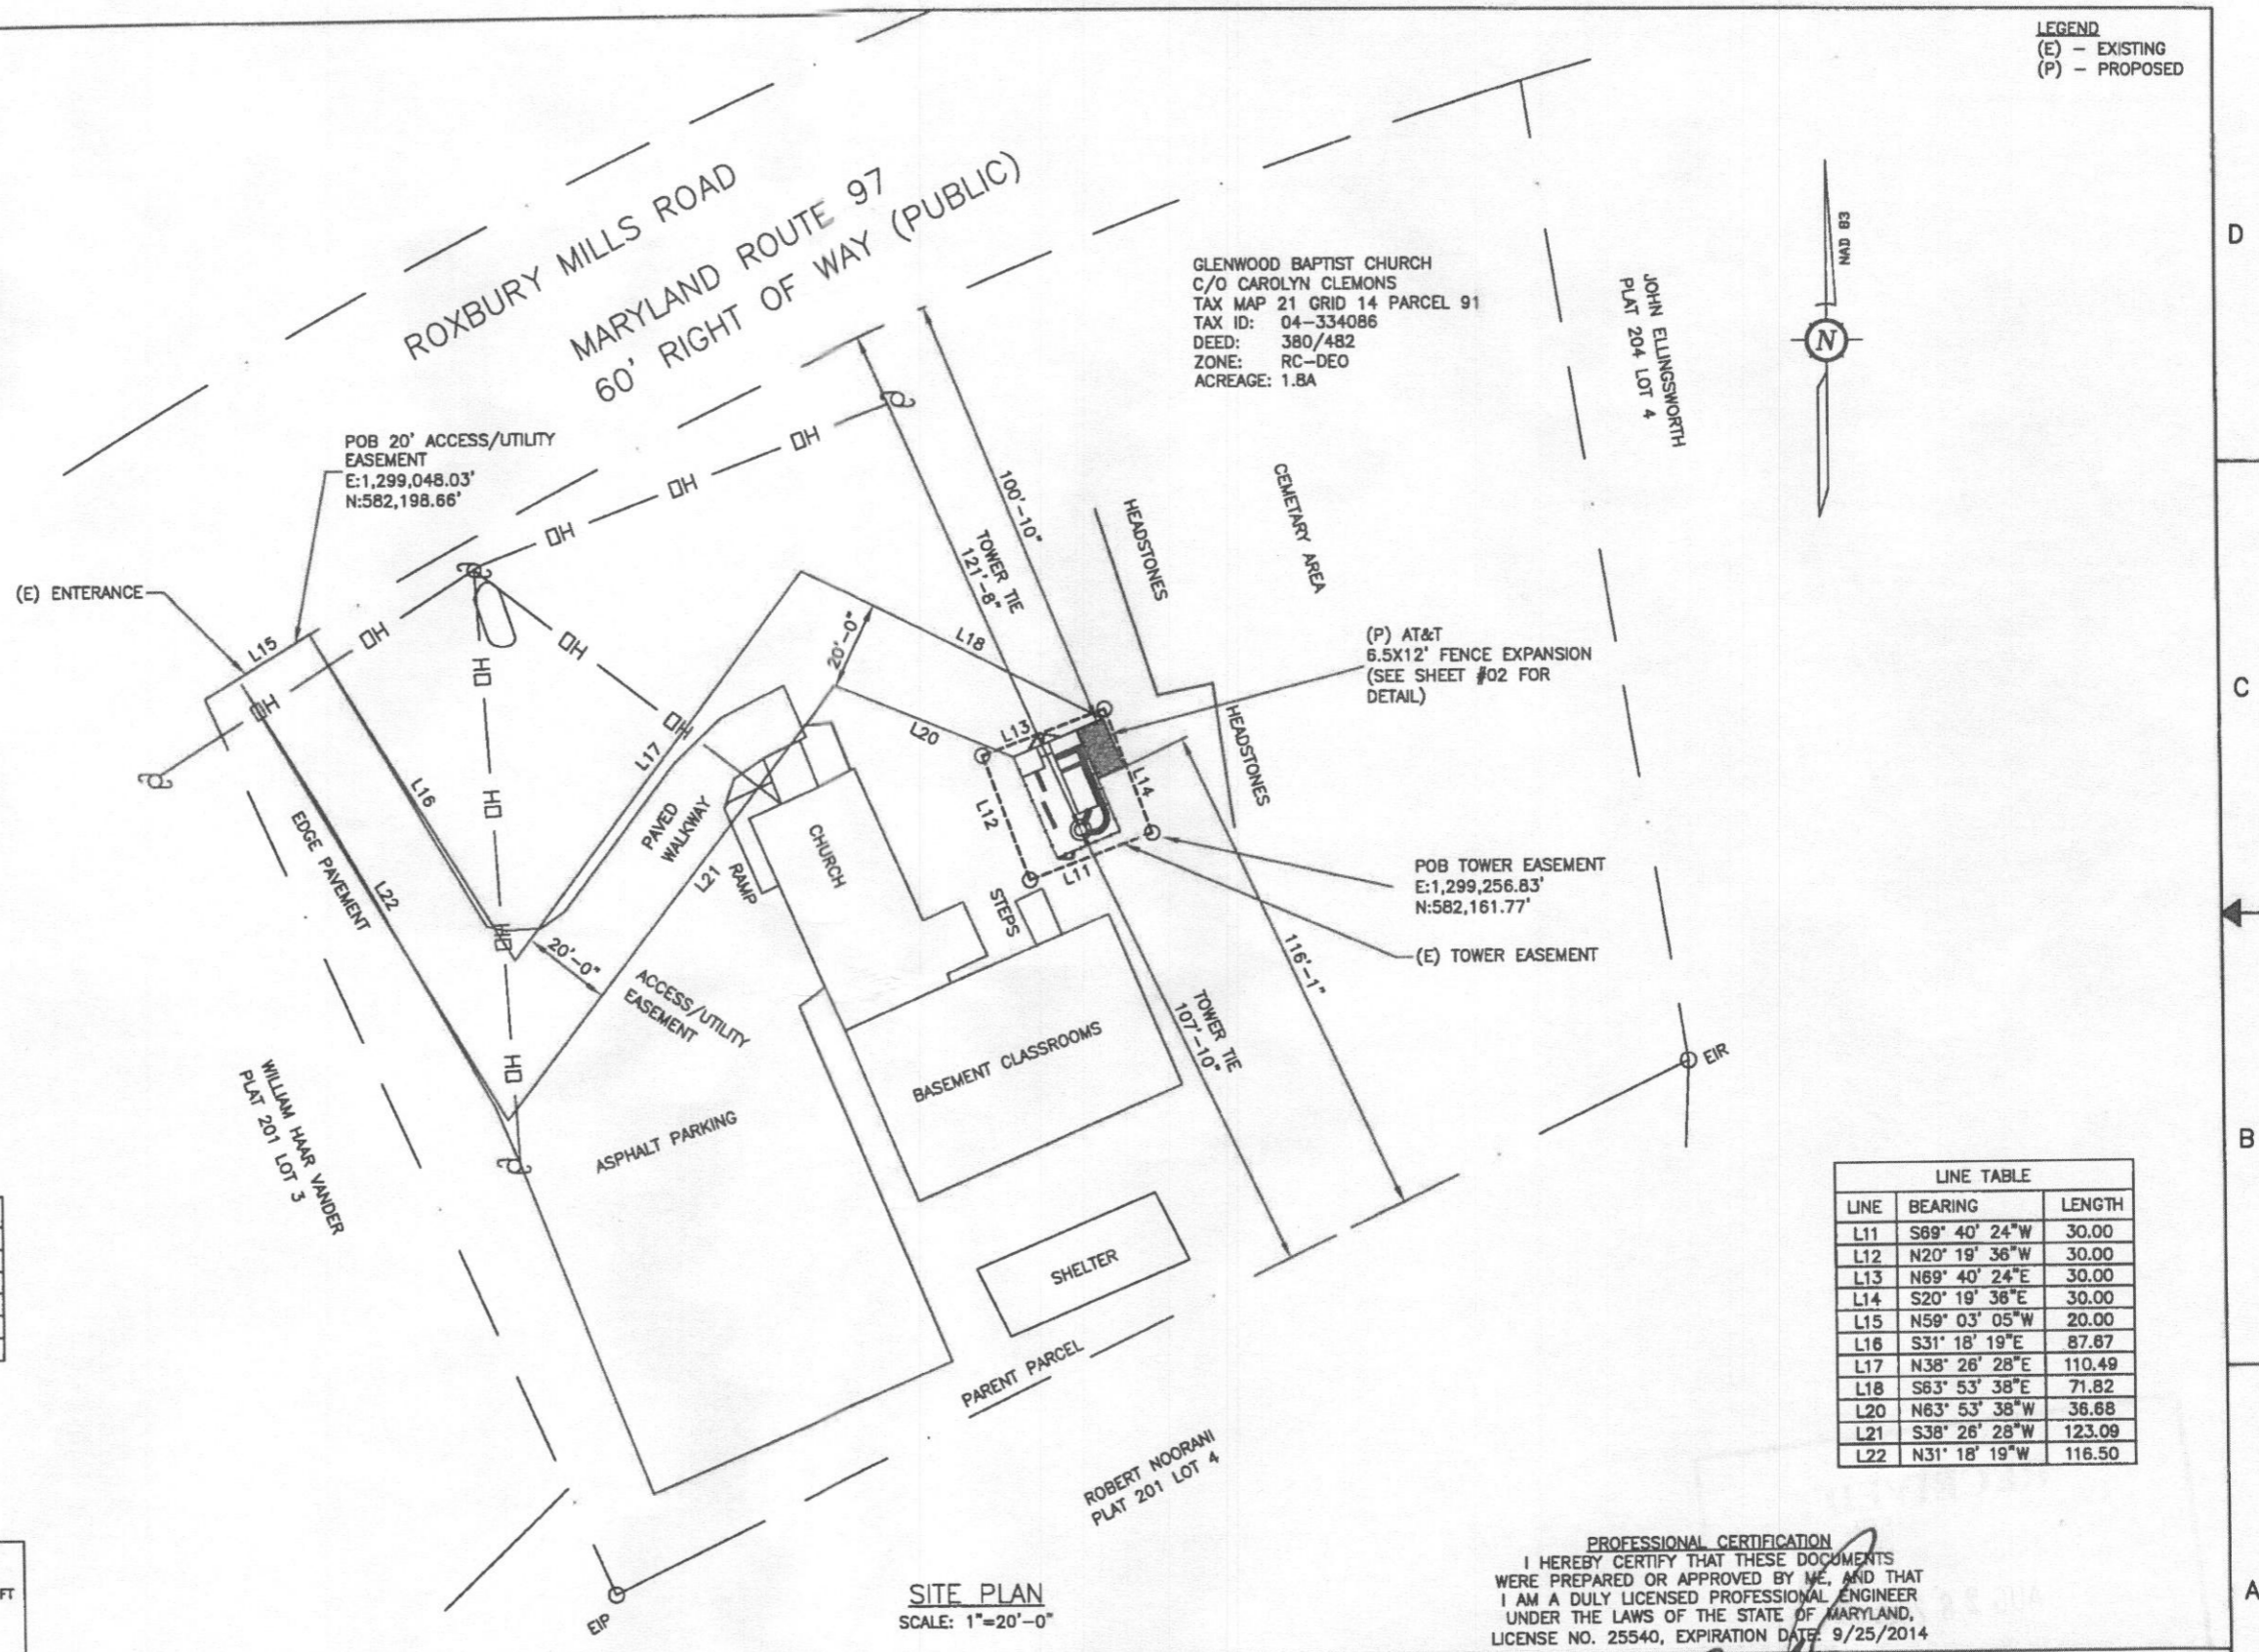 LEGEND
(E) - EXISTING
(P) - PROPOSED
ROXBURY MILLS ROAD
MARYLAND ROUTE 97
60' RIGHT OF WAY (PUBLIC)
NAD 83
N
D
GLENWOOD BAPTIST CHURCH
C/O CAROLYN CLEMONS
TAX MAP 21 GRID 14 PARCEL 91
TAX ID: 04-334086
DEED: 380/482
ZONE: RC-DEO
ACREAGE: 1.8A
JOHN ELLINGSWORTH
PLAT 204 LOT 4
POB 20' ACCESS/UTILITY
EASEMENT
E:1,299,048.03'
N:582,198.66'
(E) ENTERANCE
OH
OH
OH
OH
OH
OH
OH
OH
OH
OH
OH
OH
L15
L16
L17
L18
20'-0"
TOWER TIE
121'-8"
100'-10"
HEADSTONES
CEMETARY AREA
(P) AT&T
6.5X12' FENCE EXPANSION
(SEE SHEET #02 FOR
DETAIL)
C
HEADSTONES
L20
L13
L14
L12
L11
PAVED
WALKWAY
CHURCH
L21
RAMP
EDGE PAVEMENT
L22
STEPS
POB TOWER EASEMENT
E:1,299,256.83'
N:582,161.77'
(E) TOWER EASEMENT
20'-0"
ACCESS/UTILITY
EASEMENT
116'-1"
TOWER TIE
107'-10"
BASEMENT CLASSROOMS
EIR
WILLIAM HAAR VANDER
PLAT 201 LOT 3
ASPHALT PARKING
B
SHELTER
PARENT PARCEL
ROBERT NOORANI
PLAT 201 LOT 4
EIP
LINE TABLE
LINE BEARING LENGTH
L11 S69° 40' 24"W 30.00
L12 N20° 19' 36"W 30.00
L13 N69° 40' 24"E 30.00
L14 S20° 19' 36"E 30.00
L15 N59° 03' 05"W 20.00
L16 S31° 18' 19"E 87.67
L17 N38° 26' 28"E 110.49
L18 S63° 53' 38"E 71.82
L20 N63° 53' 38"W 36.68
L21 S38° 26' 28"W 123.09
L22 N31° 18' 19"W 116.50
FT
SITE PLAN
SCALE: 1"=20'-0"
PROFESSIONAL CERTIFICATION
I HEREBY CERTIFY THAT THESE DOCUMENTS
WERE PREPARED OR APPROVED BY ME, AND THAT
I AM A DULY LICENSED PROFESSIONAL ENGINEER
UNDER THE LAWS OF THE STATE OF MARYLAND,
LICENSE NO. 25540, EXPIRATION DATE: 9/25/2014
A